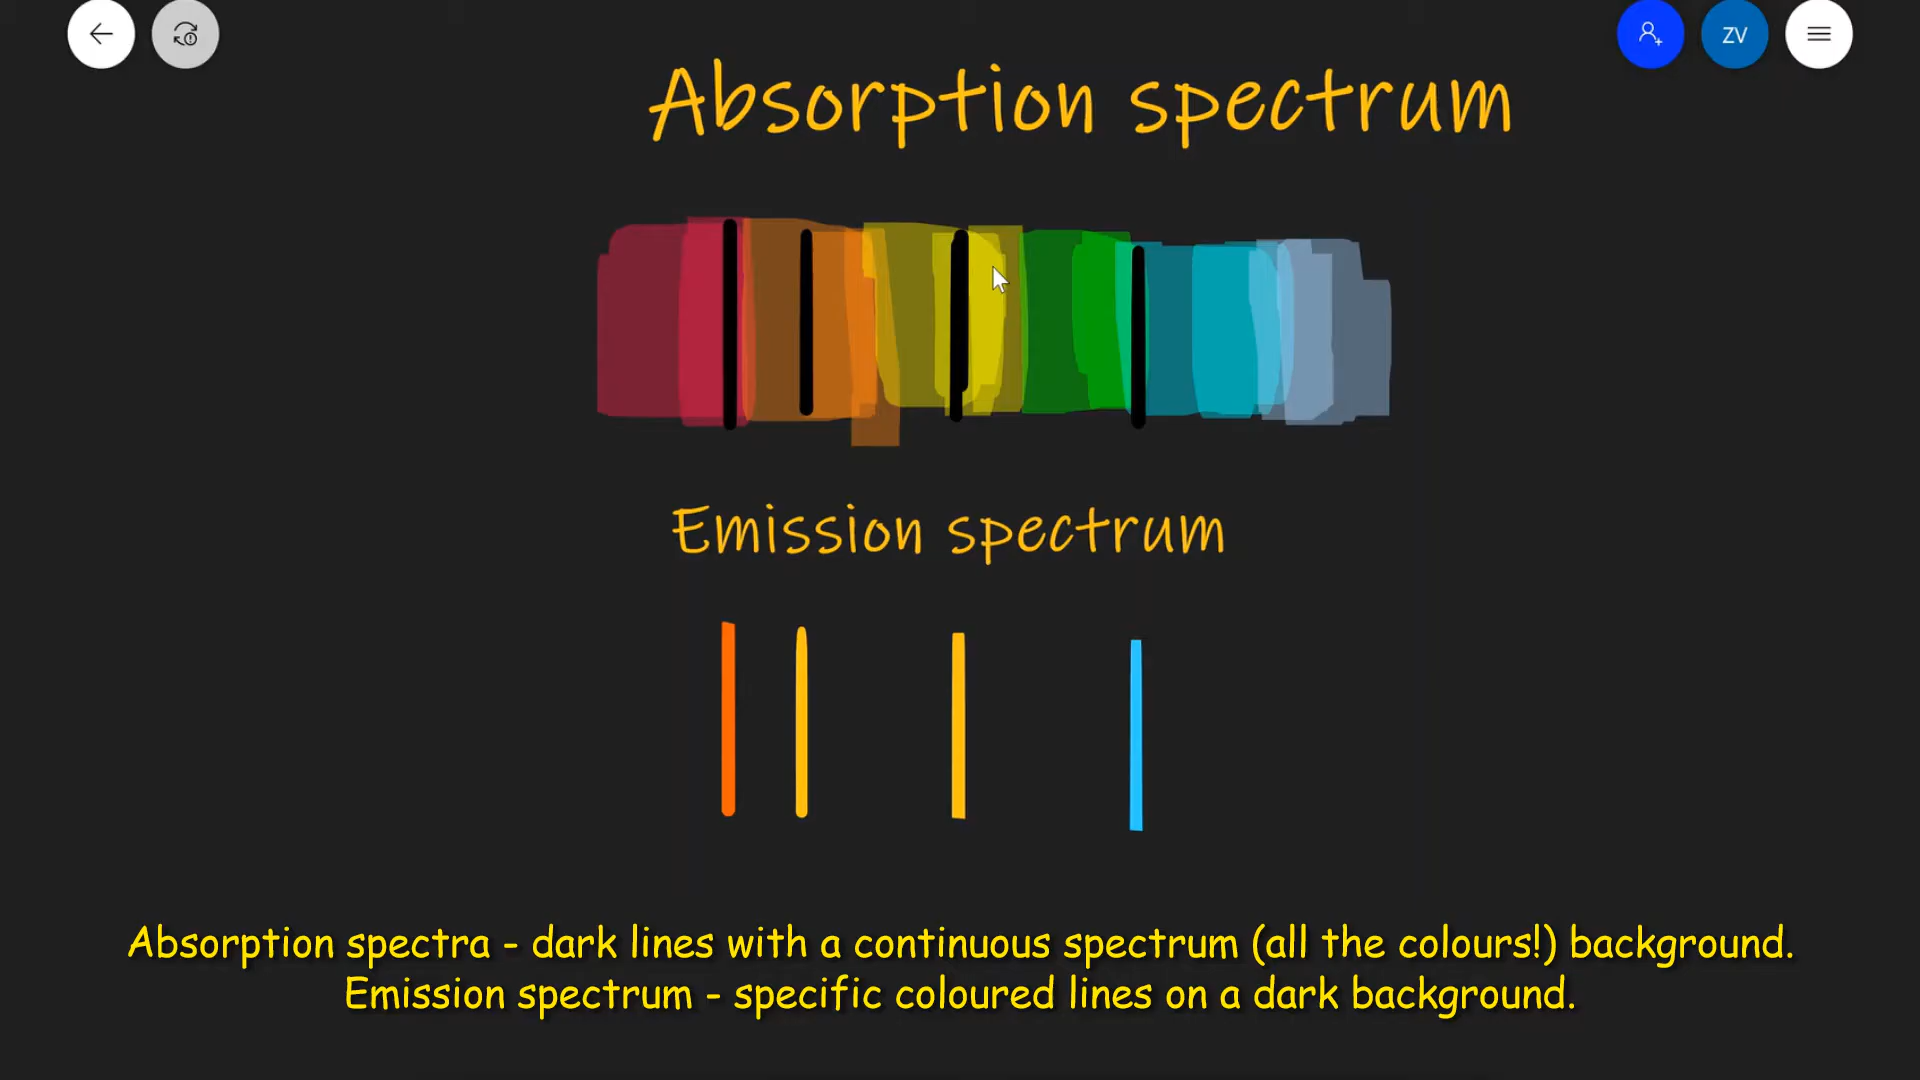 ZV
Absorption spectrum
Emission spectrum
Absorption spectra - dark lines with a continuous spectrum (all the colours!) background.
Emission spectrum - specific coloured lines on a dark background.